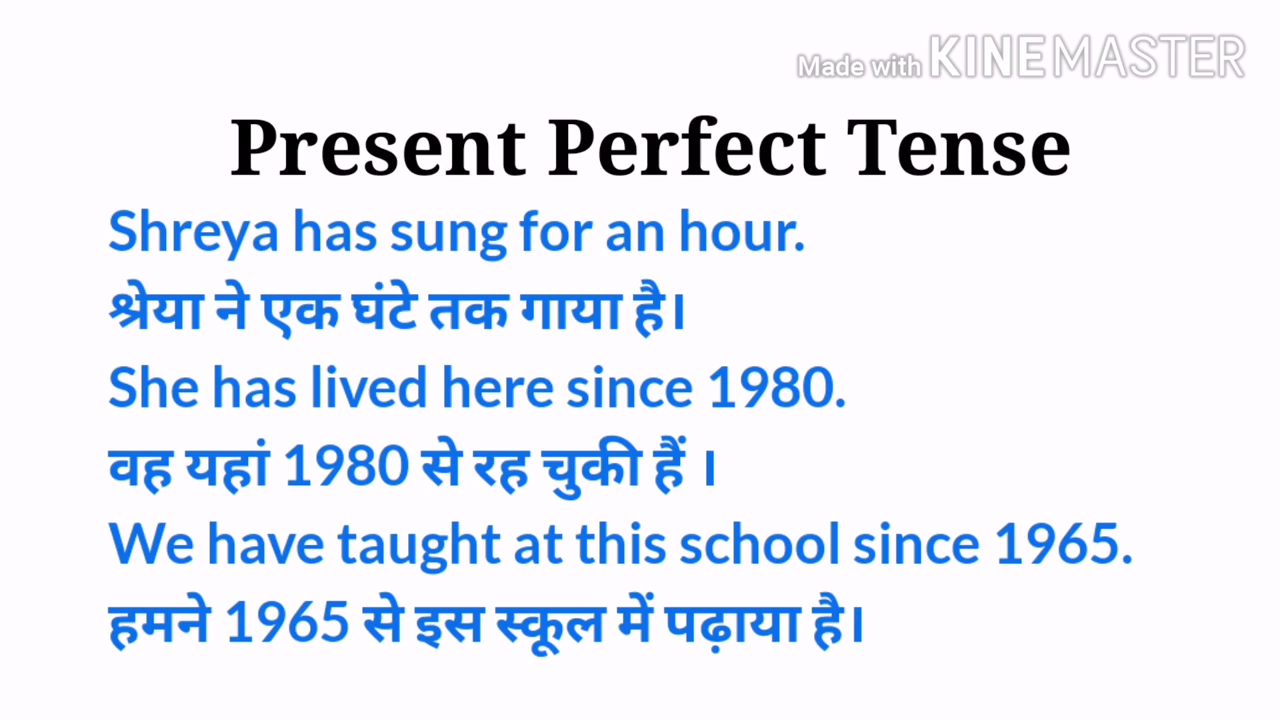 Made with KINEMASTER
Present Perfect Tense
Shreya has sung for an hour.
श्रेया ने एक घंटे तक गाया है।
She has lived here since 1980.
वह यहां 1980 से रह चुकी हैं ।
We have taught at this school since 1965.
हमने 1965 से इस स्कूल में पढ़ाया है।